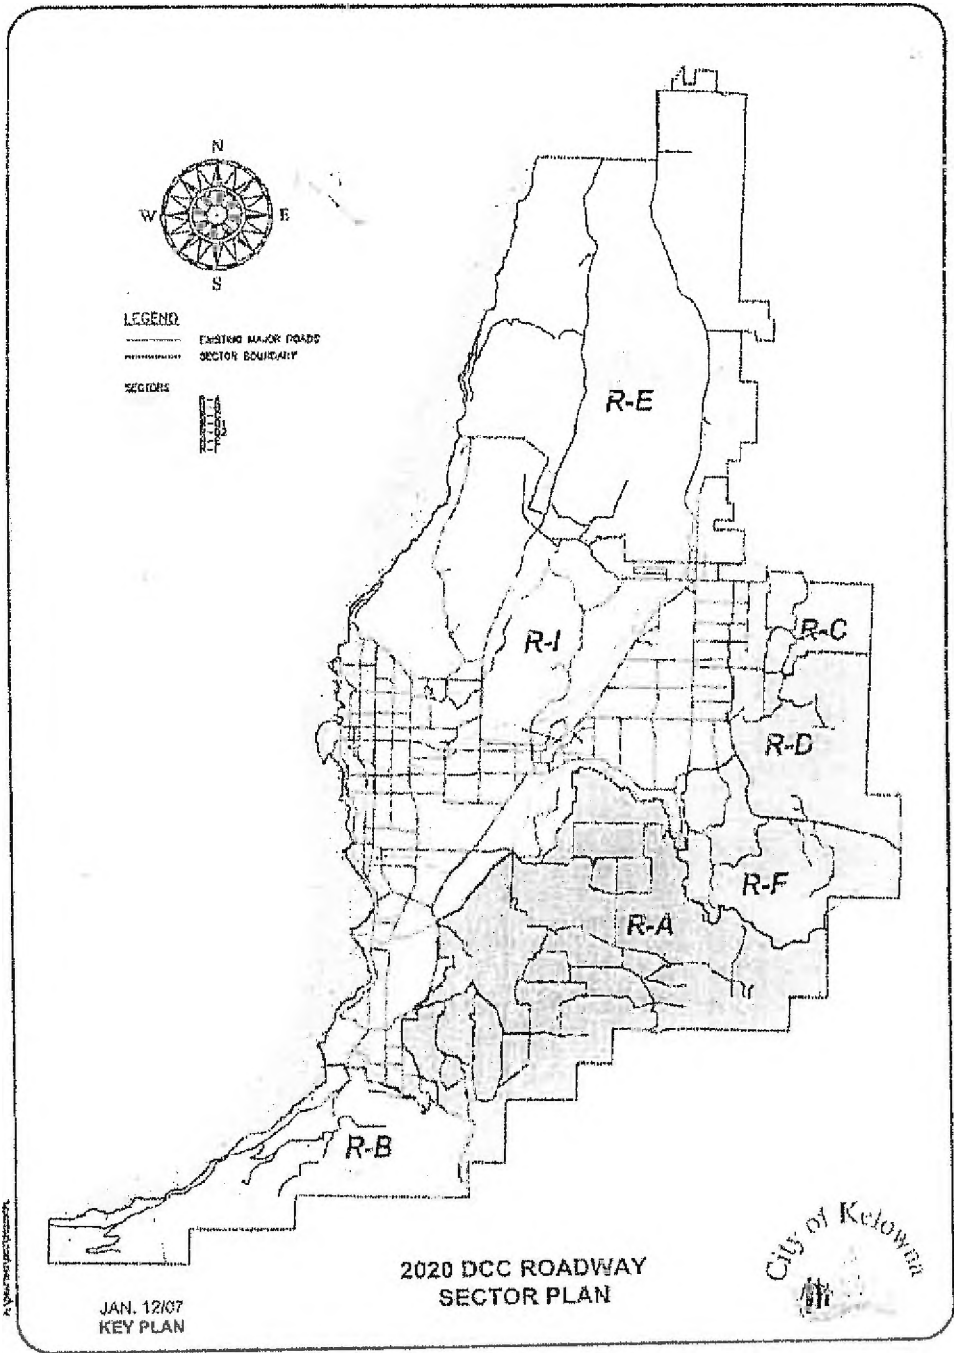 N
W
E
S
LEGEND
EXISTING MAJOR ROADS
SECTOR BOUNDARY
SECTORS
R-E
R-I
R-C
R-D
R-F
R-A
R-B
City of Kelowna
2020 DCC ROADWAY
SECTOR PLAN
JAN. 12/07
KEY PLAN